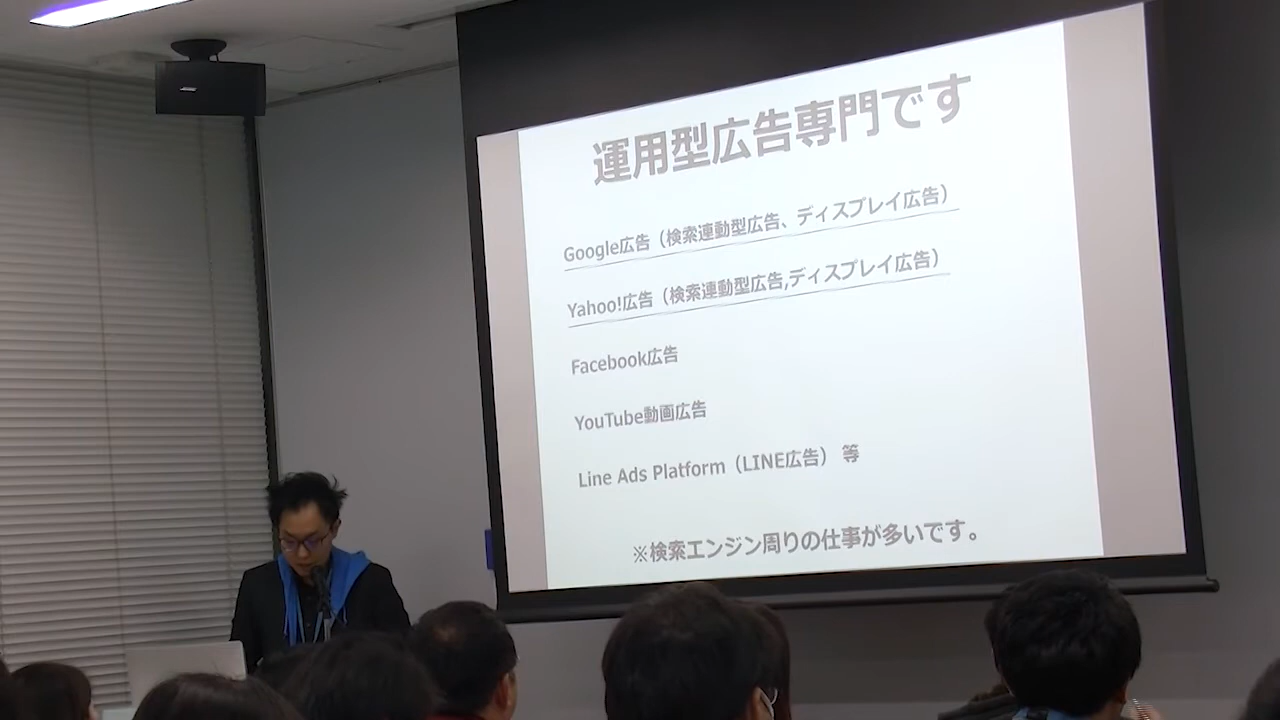 運用型広告専門です
Google広告（検索連動型広告、ディスプレイ広告）
Yahoo!広告（検索連動型広告,ディスプレイ広告）
Facebook広告
YouTube動画広告
Line Ads Platform（LINE広告） 等
※検索エンジン周りの仕事が多いです。